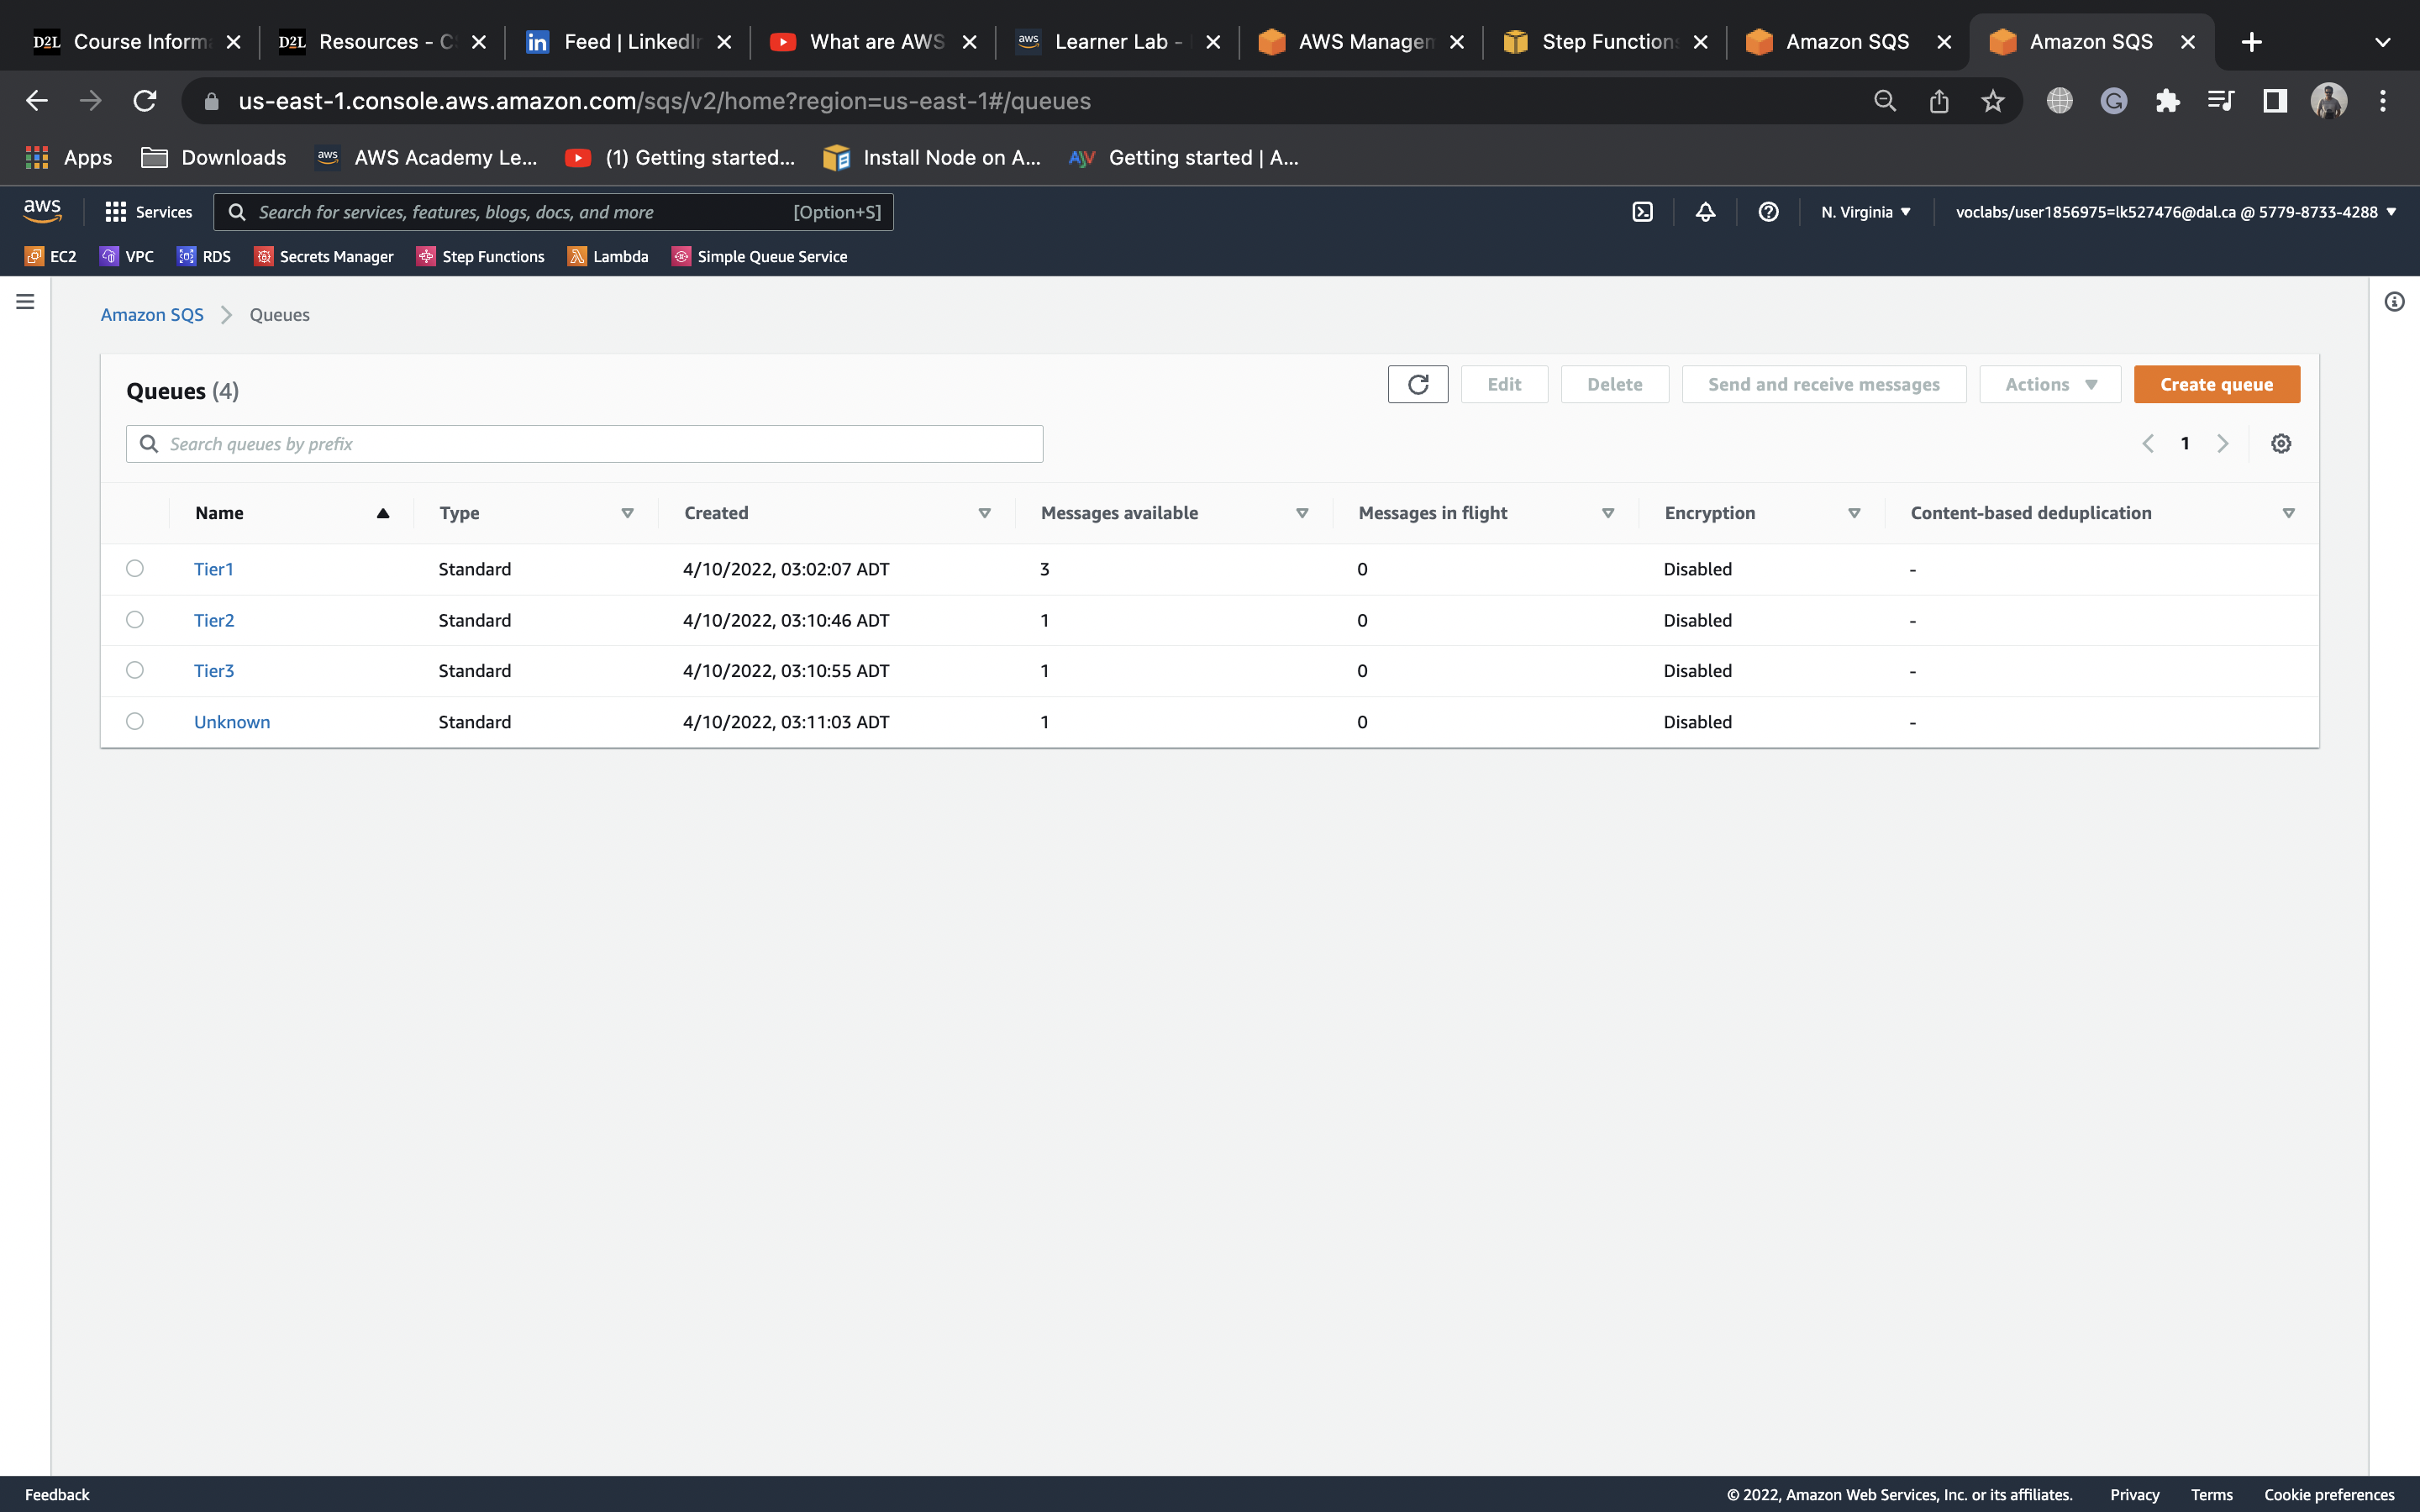 D2L Course Informa D2L Resources - CS in Feed | LinkedIn What are AWS aws Learner Lab - AWS Managem Step Functions Amazon SQS Amazon SQS
us-east-1.console.aws.amazon.com/sqs/v2/home?region=us-east-1#/queues
Apps Downloads aws AWS Academy Le... (1) Getting started... Install Node on A... AJV Getting started | A...
aws Services Search for services, features, blogs, docs, and more [Option+S] N. Virginia voclabs/user1856975=lk527476@dal.ca @ 5779-8733-4288
EC2 VPC RDS Secrets Manager Step Functions Lambda Simple Queue Service
Amazon SQS Queues
Queues (4) Edit Delete Send and receive messages Actions Create queue
Search queues by prefix 1
Name Type Created Messages available Messages in flight Encryption Content-based deduplication
Tier1 Standard 4/10/2022, 03:02:07 ADT 3 0 Disabled -
Tier2 Standard 4/10/2022, 03:10:46 ADT 1 0 Disabled -
Tier3 Standard 4/10/2022, 03:10:55 ADT 1 0 Disabled -
Unknown Standard 4/10/2022, 03:11:03 ADT 1 0 Disabled -
Feedback © 2022, Amazon Web Services, Inc. or its affiliates. Privacy Terms Cookie preferences